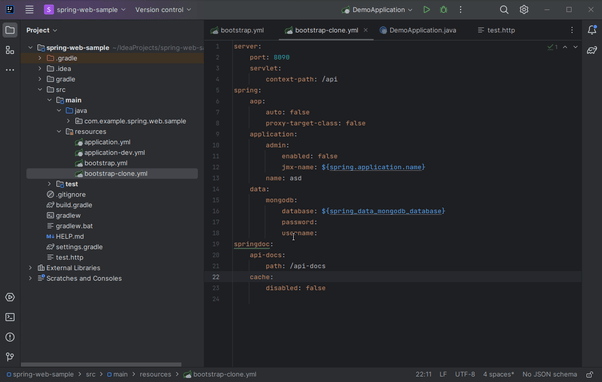 S spring-web-sample Version control DemoApplication
Project
bootstrap.yml bootstrap-clone.yml DemoApplication.java test.http
spring-web-sample ~/IdeaProjects/spring-web-s
.gradle
.idea
gradle
src
main
java
com.example.spring.web.sample
resources
application.yml
application-dev.yml
bootstrap.yml
bootstrap-clone.yml
test
.gitignore
build.gradle
gradlew
gradlew.bat
M↓ HELP.md
settings.gradle
test.http
External Libraries
Scratches and Consoles
1 server:
2 port: 8090
3 servlet:
4 context-path: /api
5 spring:
6 aop:
7 auto: false
8 proxy-target-class: false
9 application:
10 admin:
11 enabled: false
12 jmx-name: ${spring.application.name}
13 name: asd
14 data:
15 mongodb:
16 database: ${spring_data_mongodb_database}
17 password:
18 username:
19 springdoc:
20 api-docs:
21 path: /api-docs
22 cache:
23 disabled: false
24
1
spring-web-sample > src > main > resources > bootstrap-clone.yml 22:11 LF UTF-8 4 spaces* No JSON schema